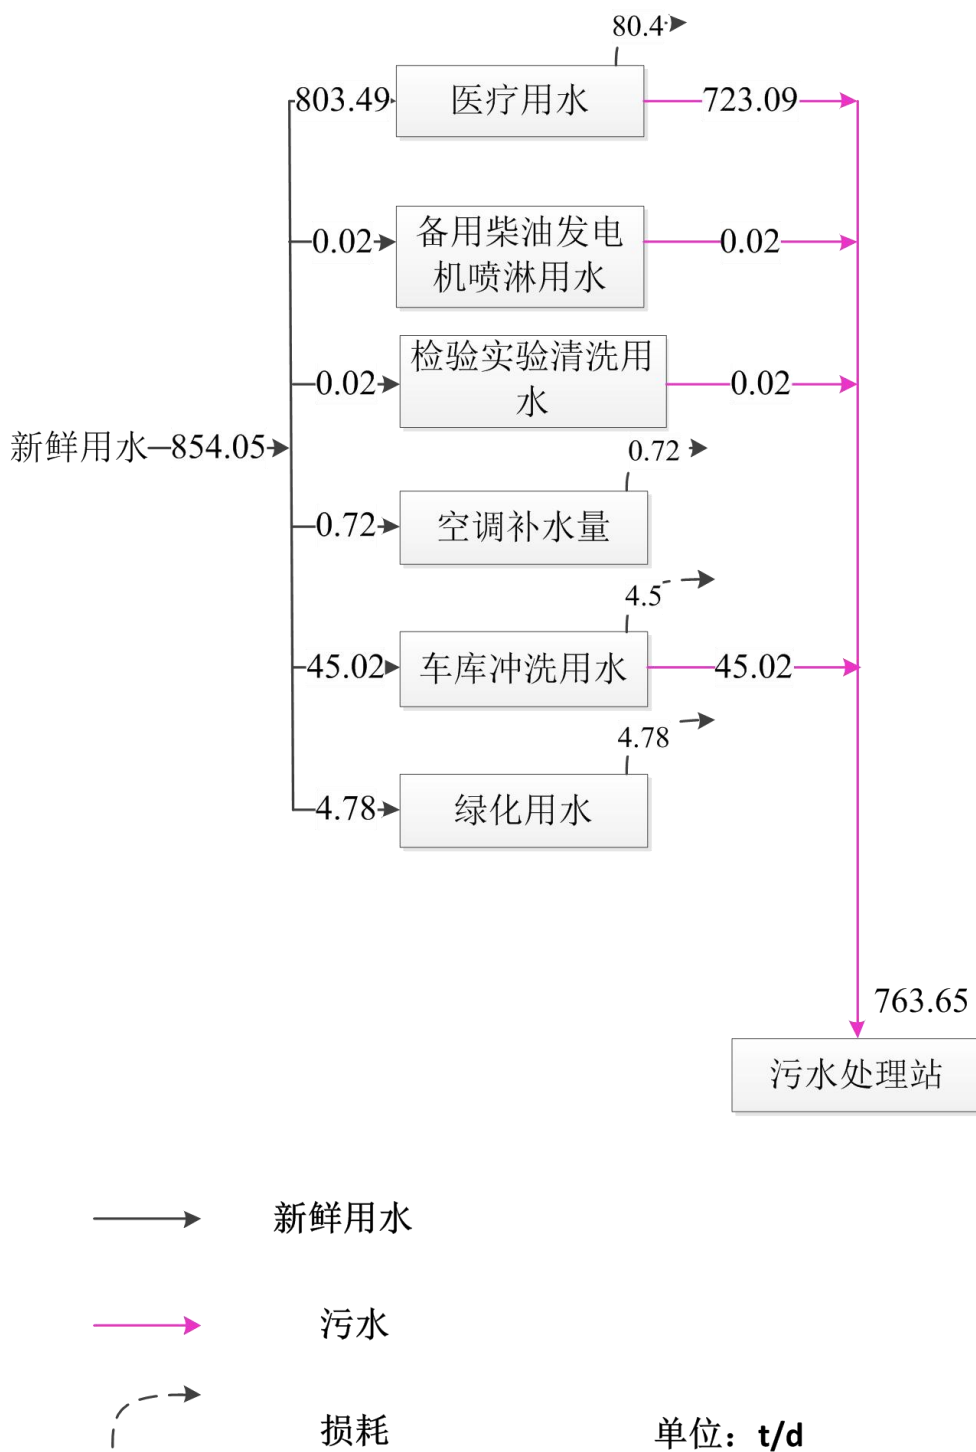 80.4
803.49
医疗用水
723.09
0.02
备用柴油发电
机喷淋用水
0.02
检验实验清洗用
水
0.02
0.02
新鲜用水
854.05
0.72
0.72
空调补水量
4.5
45.02
车库冲洗用水
45.02
4.78
4.78
绿化用水
763.65
污水处理站
新鲜用水
污水
损耗
单位：t/d